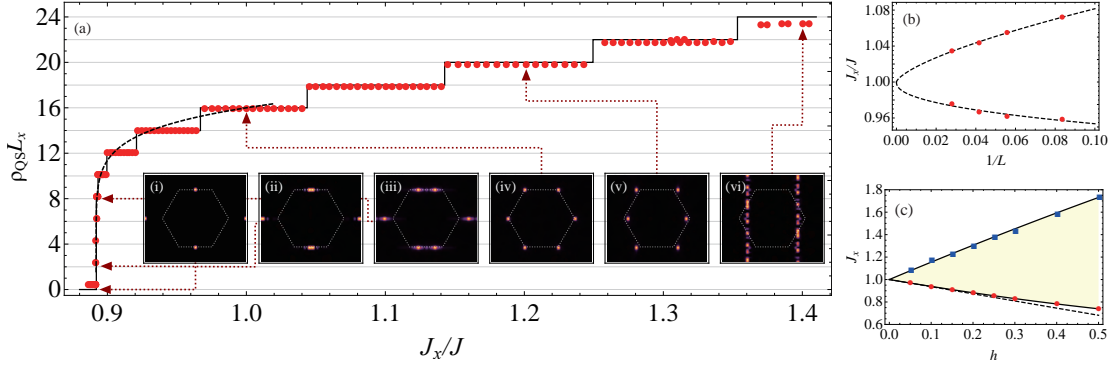 (a)
ρQSLx
24
20
16
12
8
4
0
(i)
(ii)
(iii)
(iv)
(v)
(vi)
0.9
1.0
1.1
1.2
1.3
1.4
Jx/J
(b)
Jx/J
1.08
1.04
1.00
0.96
0.00
0.02
0.04
0.06
0.08
0.10
1/L
(c)
Jx
1.8
1.6
1.4
1.2
1.0
0.8
0.6
0.0
0.1
0.2
0.3
0.4
0.5
h